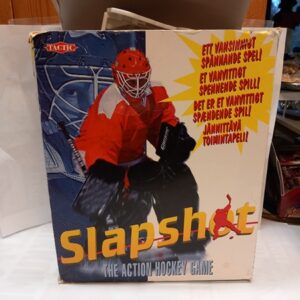 TACTIC
ETT VANSINNIGT
SPÄNNANDE SPEL!
ET VANVITTIGT
SPENNENDE SPILL!
DET ER ET VANVITTIGT
SPÆNDENDE SPIL!
JÄNNITTÄVÄ
TOIMINTAPELI!
Slapshot
THE ACTION HOCKEY GAME